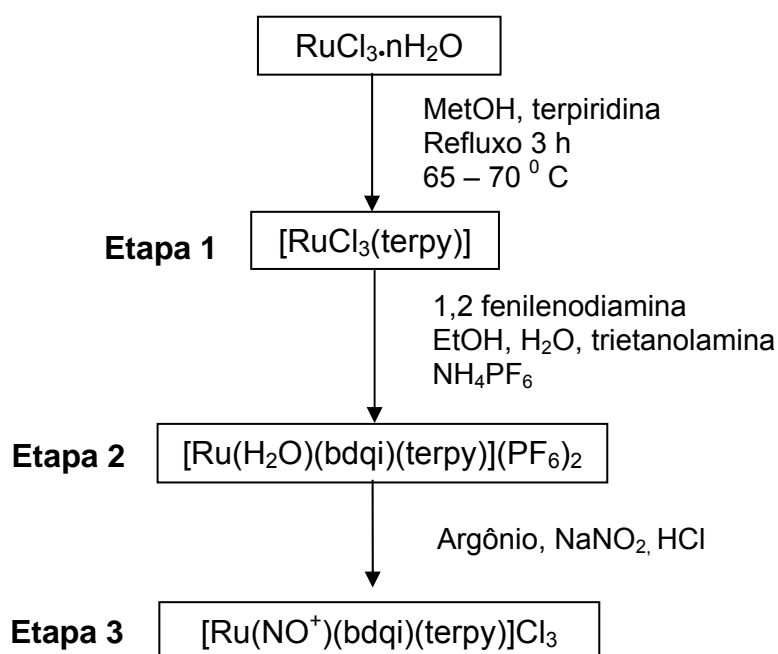 RuCl₃.nH₂O
MetOH, terpiridina
Refluxo 3 h
65 – 70 ⁰ C
Etapa 1 [RuCl₃(terpy)]
1,2 fenilenodiamina
EtOH, H₂O, trietanolamina
NH₄PF₆
Etapa 2 [Ru(H₂O)(bdqi)(terpy)](PF₆)₂
Argônio, NaNO₂, HCl
Etapa 3 [Ru(NO⁺)(bdqi)(terpy)]Cl₃